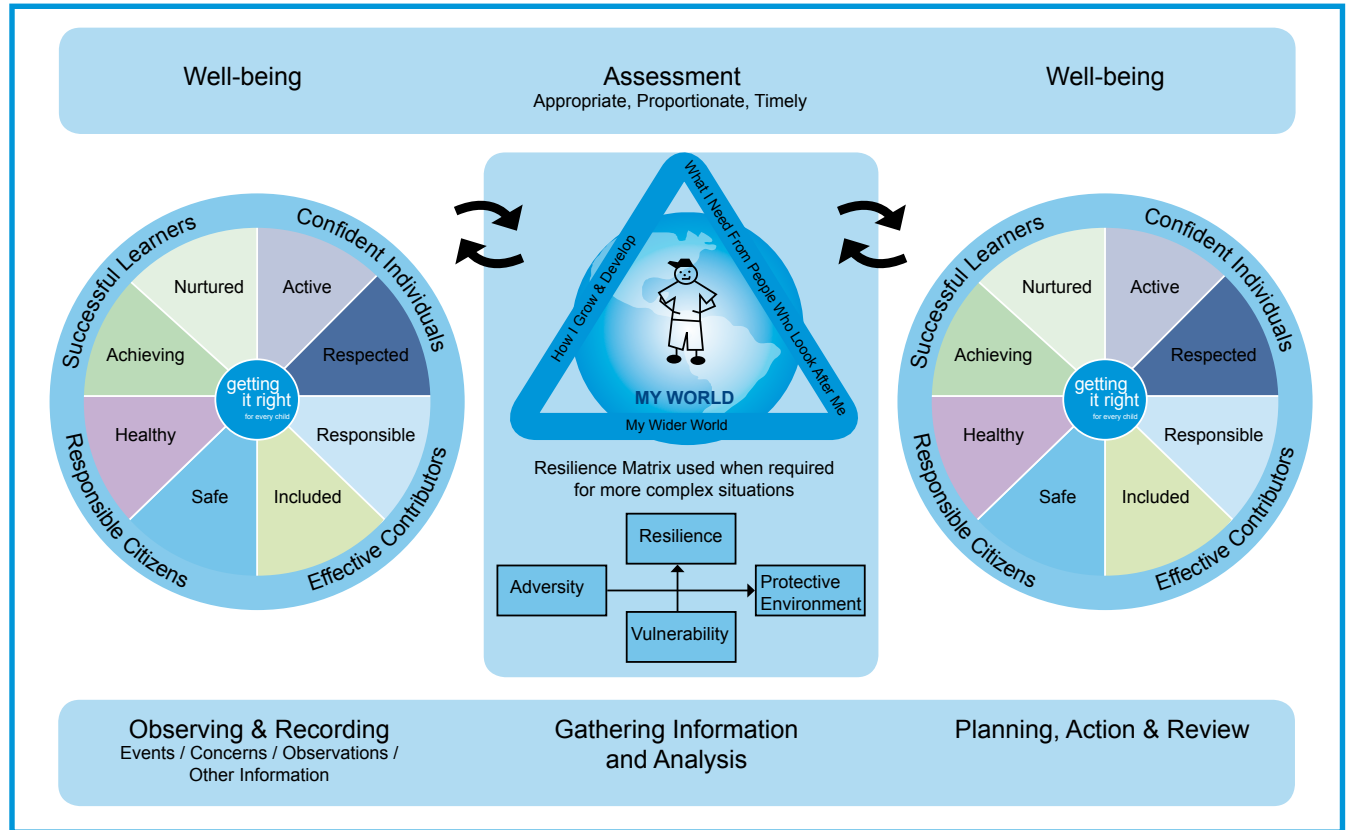 Well-being
Assessment
Appropriate, Proportionate, Timely
Well-being
Successful Learners
Confident Individuals
Nurtured
Active
Achieving
Respected
getting
it right
for every child
Healthy
Responsible
Safe
Included
Responsible Citizens
Effective Contributors
How I Grow & Develop
What I Need From People Who Loook After Me
MY WORLD
My Wider World
Resilience Matrix used when required
for more complex situations
Resilience
Adversity
Protective
Environment
Vulnerability
Successful Learners
Confident Individuals
Nurtured
Active
Achieving
Respected
getting
it right
for every child
Healthy
Responsible
Safe
Included
Responsible Citizens
Effective Contributors
Observing & Recording
Events / Concerns / Observations /
Other Information
Gathering Information
and Analysis
Planning, Action & Review